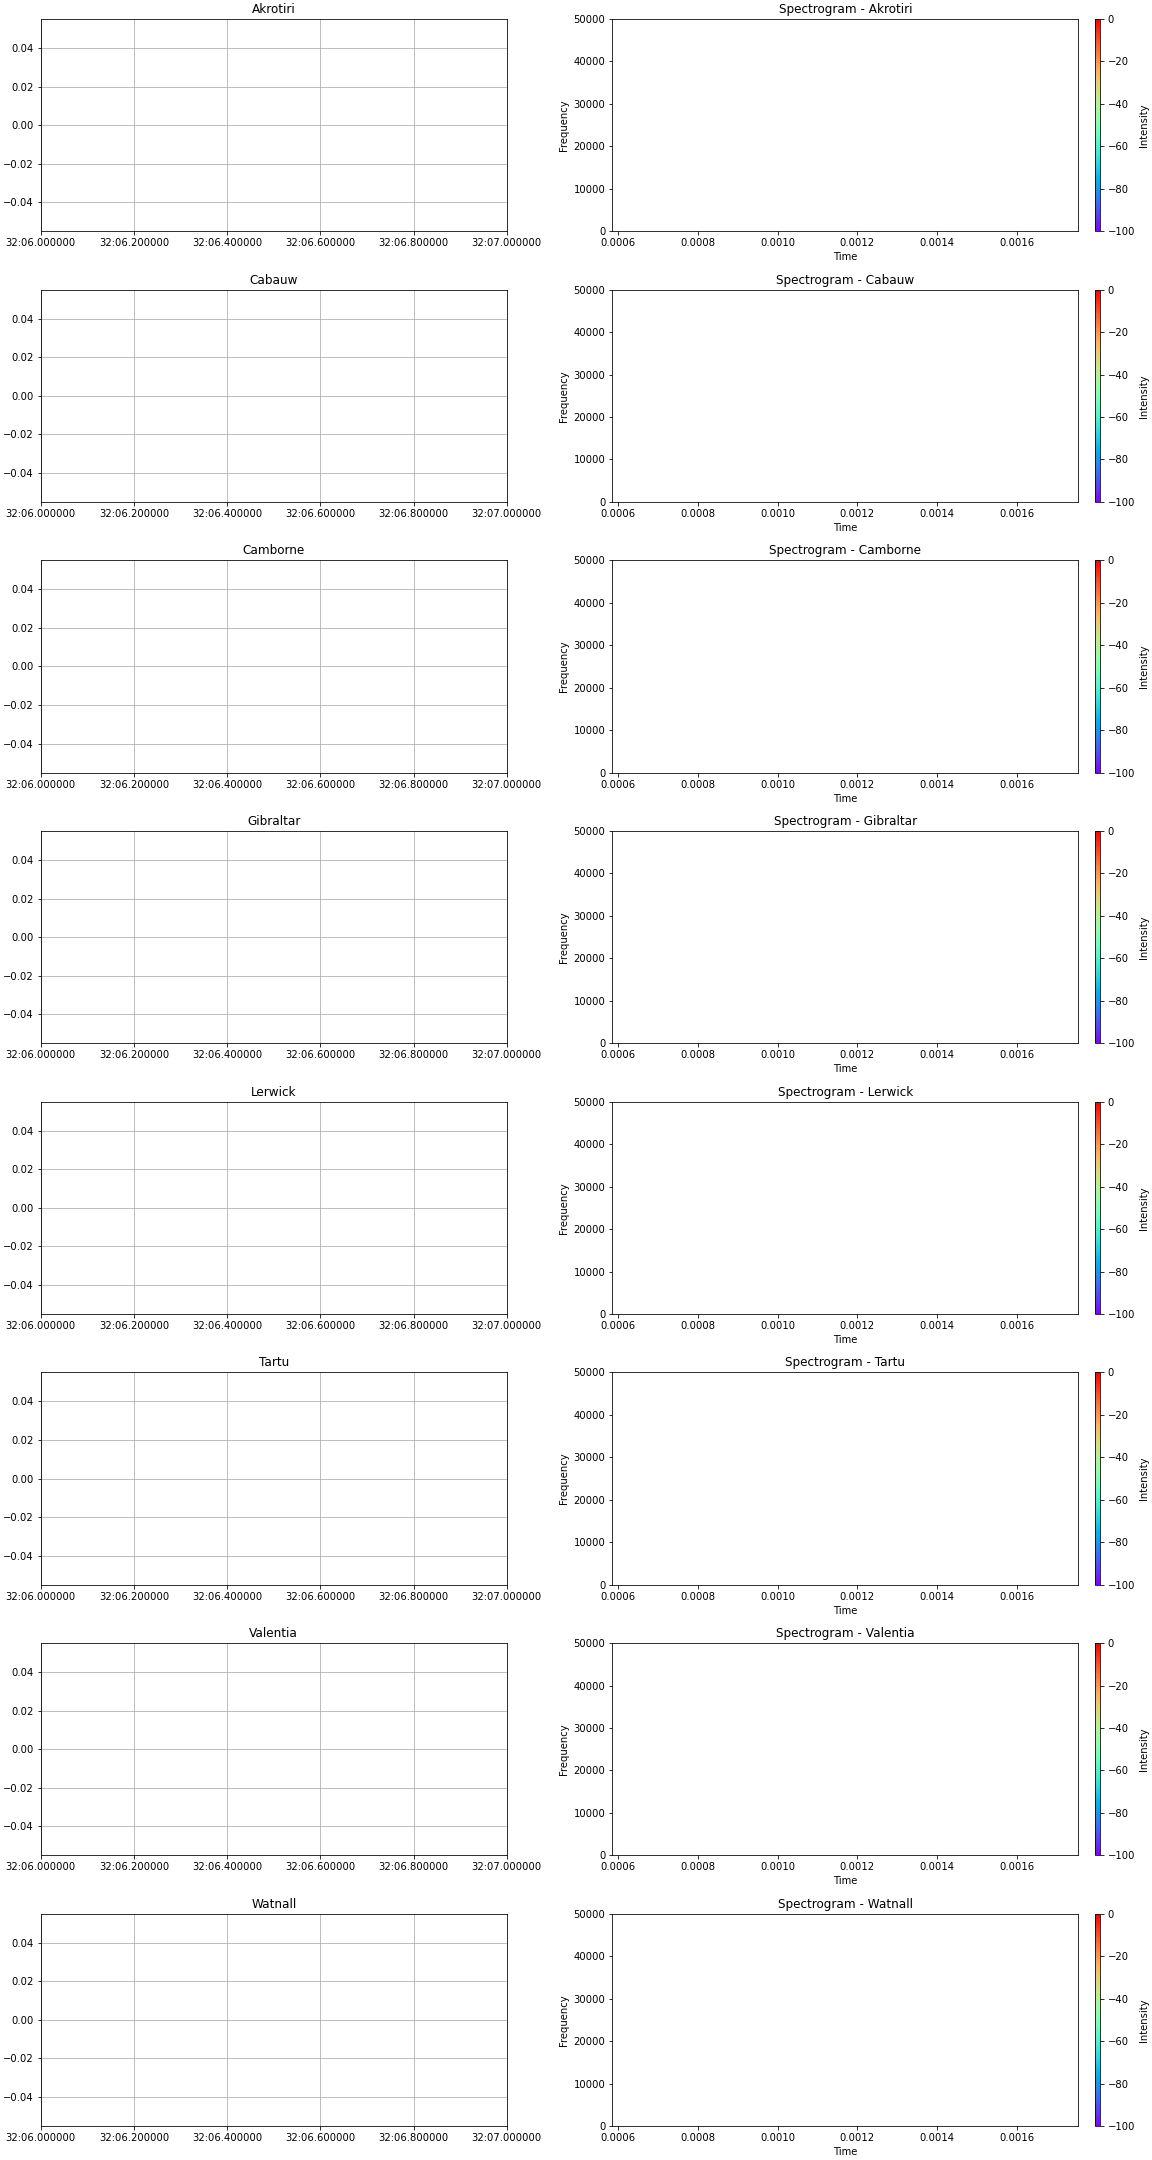 Akrotiri
0.04
0.02
0.00
−0.02
−0.04
32:06.000000 32:06.200000 32:06.400000 32:06.600000 32:06.800000 32:07.000000
Spectrogram - Akrotiri
50000
40000
30000
20000
10000
0
Frequency
0.0006 0.0008 0.0010 0.0012 0.0014 0.0016
Time
0
−20
−40
−60
−80
−100
Intensity
Cabauw
0.04
0.02
0.00
−0.02
−0.04
32:06.000000 32:06.200000 32:06.400000 32:06.600000 32:06.800000 32:07.000000
Spectrogram - Cabauw
50000
40000
30000
20000
10000
0
Frequency
0.0006 0.0008 0.0010 0.0012 0.0014 0.0016
Time
0
−20
−40
−60
−80
−100
Intensity
Camborne
0.04
0.02
0.00
−0.02
−0.04
32:06.000000 32:06.200000 32:06.400000 32:06.600000 32:06.800000 32:07.000000
Spectrogram - Camborne
50000
40000
30000
20000
10000
0
Frequency
0.0006 0.0008 0.0010 0.0012 0.0014 0.0016
Time
0
−20
−40
−60
−80
−100
Intensity
Gibraltar
0.04
0.02
0.00
−0.02
−0.04
32:06.000000 32:06.200000 32:06.400000 32:06.600000 32:06.800000 32:07.000000
Spectrogram - Gibraltar
50000
40000
30000
20000
10000
0
Frequency
0.0006 0.0008 0.0010 0.0012 0.0014 0.0016
Time
0
−20
−40
−60
−80
−100
Intensity
Lerwick
0.04
0.02
0.00
−0.02
−0.04
32:06.000000 32:06.200000 32:06.400000 32:06.600000 32:06.800000 32:07.000000
Spectrogram - Lerwick
50000
40000
30000
20000
10000
0
Frequency
0.0006 0.0008 0.0010 0.0012 0.0014 0.0016
Time
0
−20
−40
−60
−80
−100
Intensity
Tartu
0.04
0.02
0.00
−0.02
−0.04
32:06.000000 32:06.200000 32:06.400000 32:06.600000 32:06.800000 32:07.000000
Spectrogram - Tartu
50000
40000
30000
20000
10000
0
Frequency
0.0006 0.0008 0.0010 0.0012 0.0014 0.0016
Time
0
−20
−40
−60
−80
−100
Intensity
Valentia
0.04
0.02
0.00
−0.02
−0.04
32:06.000000 32:06.200000 32:06.400000 32:06.600000 32:06.800000 32:07.000000
Spectrogram - Valentia
50000
40000
30000
20000
10000
0
Frequency
0.0006 0.0008 0.0010 0.0012 0.0014 0.0016
Time
0
−20
−40
−60
−80
−100
Intensity
Watnall
0.04
0.02
0.00
−0.02
−0.04
32:06.000000 32:06.200000 32:06.400000 32:06.600000 32:06.800000 32:07.000000
Spectrogram - Watnall
50000
40000
30000
20000
10000
0
Frequency
0.0006 0.0008 0.0010 0.0012 0.0014 0.0016
Time
0
−20
−40
−60
−80
−100
Intensity